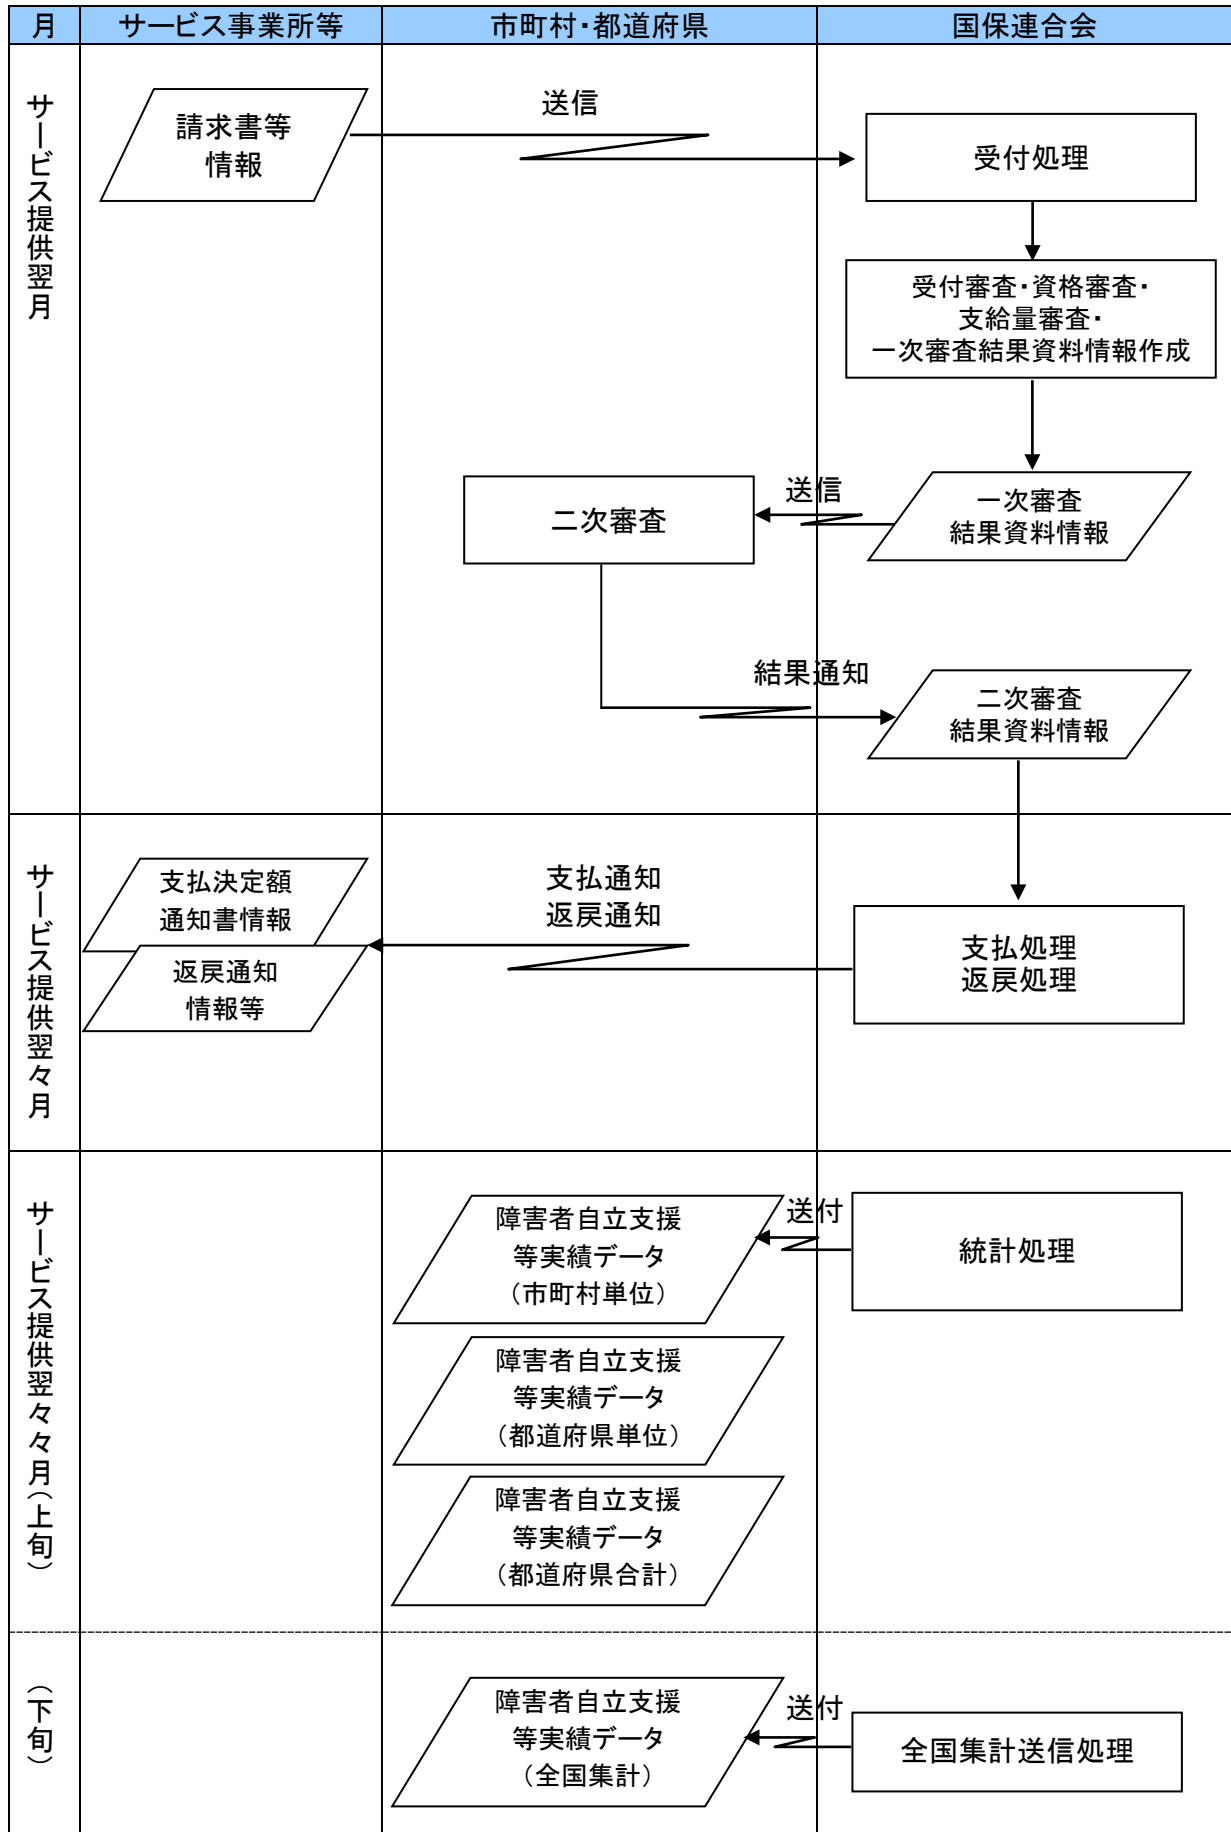 月
サービス事業所等
市町村・都道府県
国保連合会
サービス提供翌月
請求書等
情報
送信
受付処理
受付審査・資格審査・
支給量審査・
一次審査結果資料情報作成
二次審査
送信
一次審査
結果資料情報
結果通知
二次審査
結果資料情報
サービス提供翌々月
支払決定額
通知書情報
返戻通知
情報等
支払通知
返戻通知
支払処理
返戻処理
サービス提供翌々々月（上旬）
障害者自立支援
等実績データ
（市町村単位）
送付
統計処理
障害者自立支援
等実績データ
（都道府県単位）
障害者自立支援
等実績データ
（都道府県合計）
（下旬）
障害者自立支援
等実績データ
（全国集計）
送付
全国集計送信処理